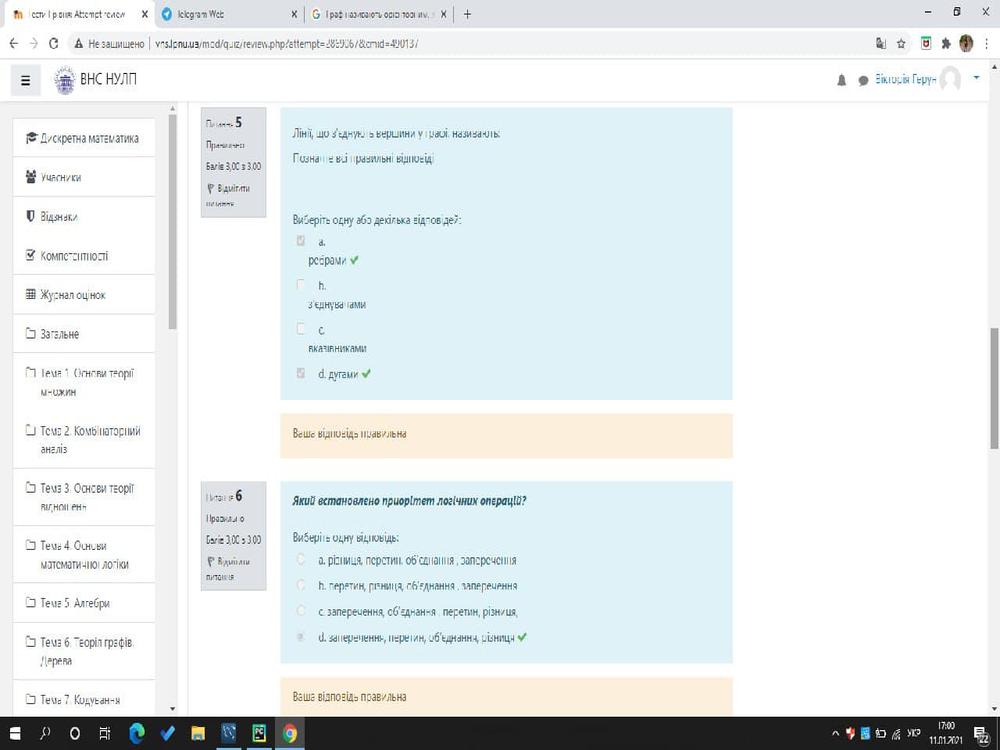 Тести І рівня: Attempt review
Telegram Web
Граф називають орієнтовним, я
Не защищено
vns.lpnu.ua/mod/quiz/review.php?attempt=2869067&cmid=490137
ВНС НУЛП
Вікторія Герун
Дискретна математика
Учасники
Відзнаки
Компетентності
Журнал оцінок
Загальне
Тема 1. Основи теорії
множин
Тема 2. Комбінаторний
аналіз
Тема 3. Основи теорії
відношень
Тема 4. Основи
математичної логіки
Тема 5. Алгебри
Тема 6. Теорія графів.
Дерева
Тема 7. Кодування
Питання 5
Правильно
Балів 3,00 з 3,00
Відмітити
питання
Лінії, що з'єднують вершини у графі, називають:
Позначте всі правильні відповіді
Виберіть одну або декілька відповідей:
a.
ребрами
b.
з'єднувачами
c.
вказівниками
d. дугами
Ваша відповідь правильна
Питання 6
Правильно
Балів 3,00 з 3,00
Відмітити
питання
Який встановлено приорітет логічних операцій?
Виберіть одну відповідь:
a. різниця, перетин, об'єднання , заперечення
b. перетин, різниця, об'єднання , заперечення
c. заперечення, об'єднання , перетин, різниця,
d. заперечення, перетин, об'єднання, різниця
Ваша відповідь правильна
УКР
17:00
11.01.2021
22